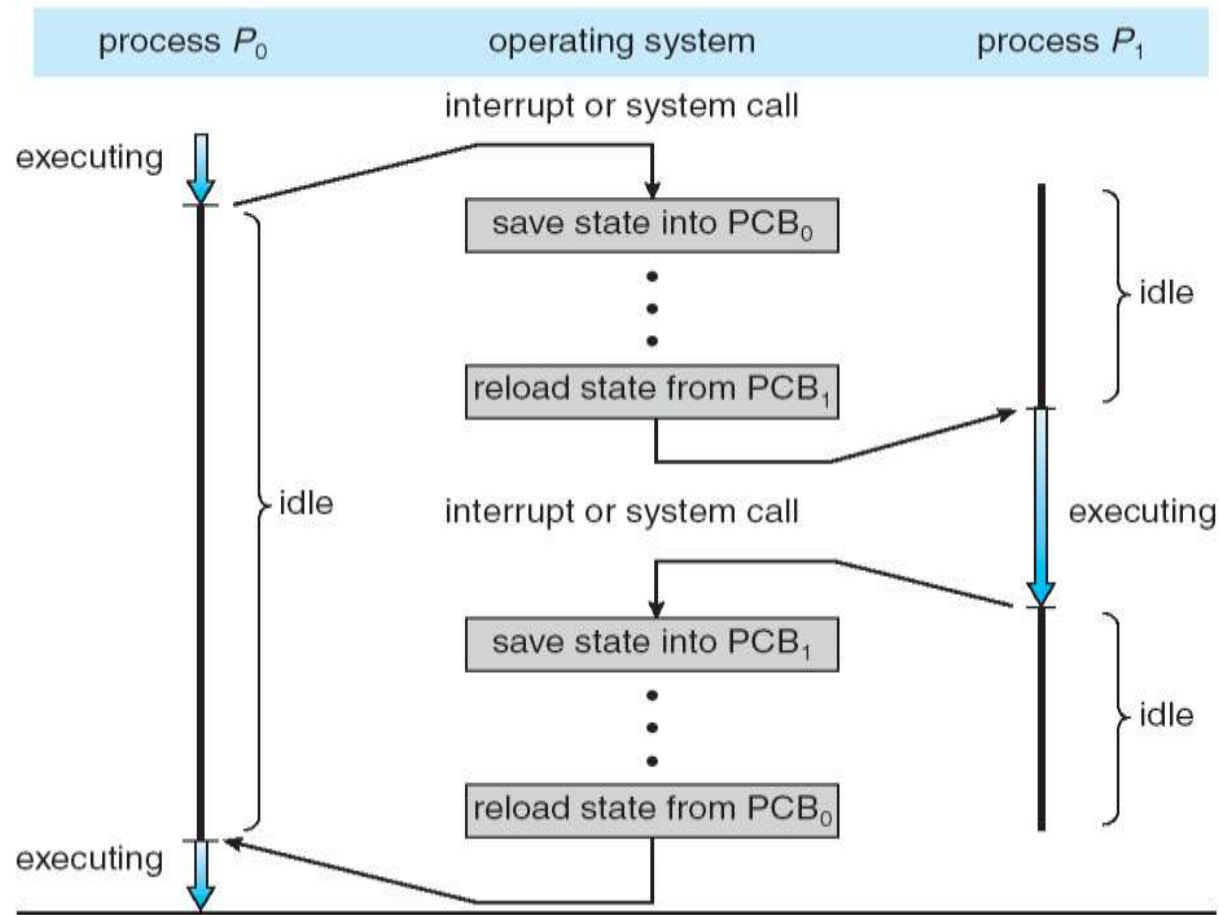 process P₀ operating system process P₁
interrupt or system call
executing
save state into PCB₀
idle
reload state from PCB₁
idle
interrupt or system call
executing
save state into PCB₁
idle
reload state from PCB₀
executing